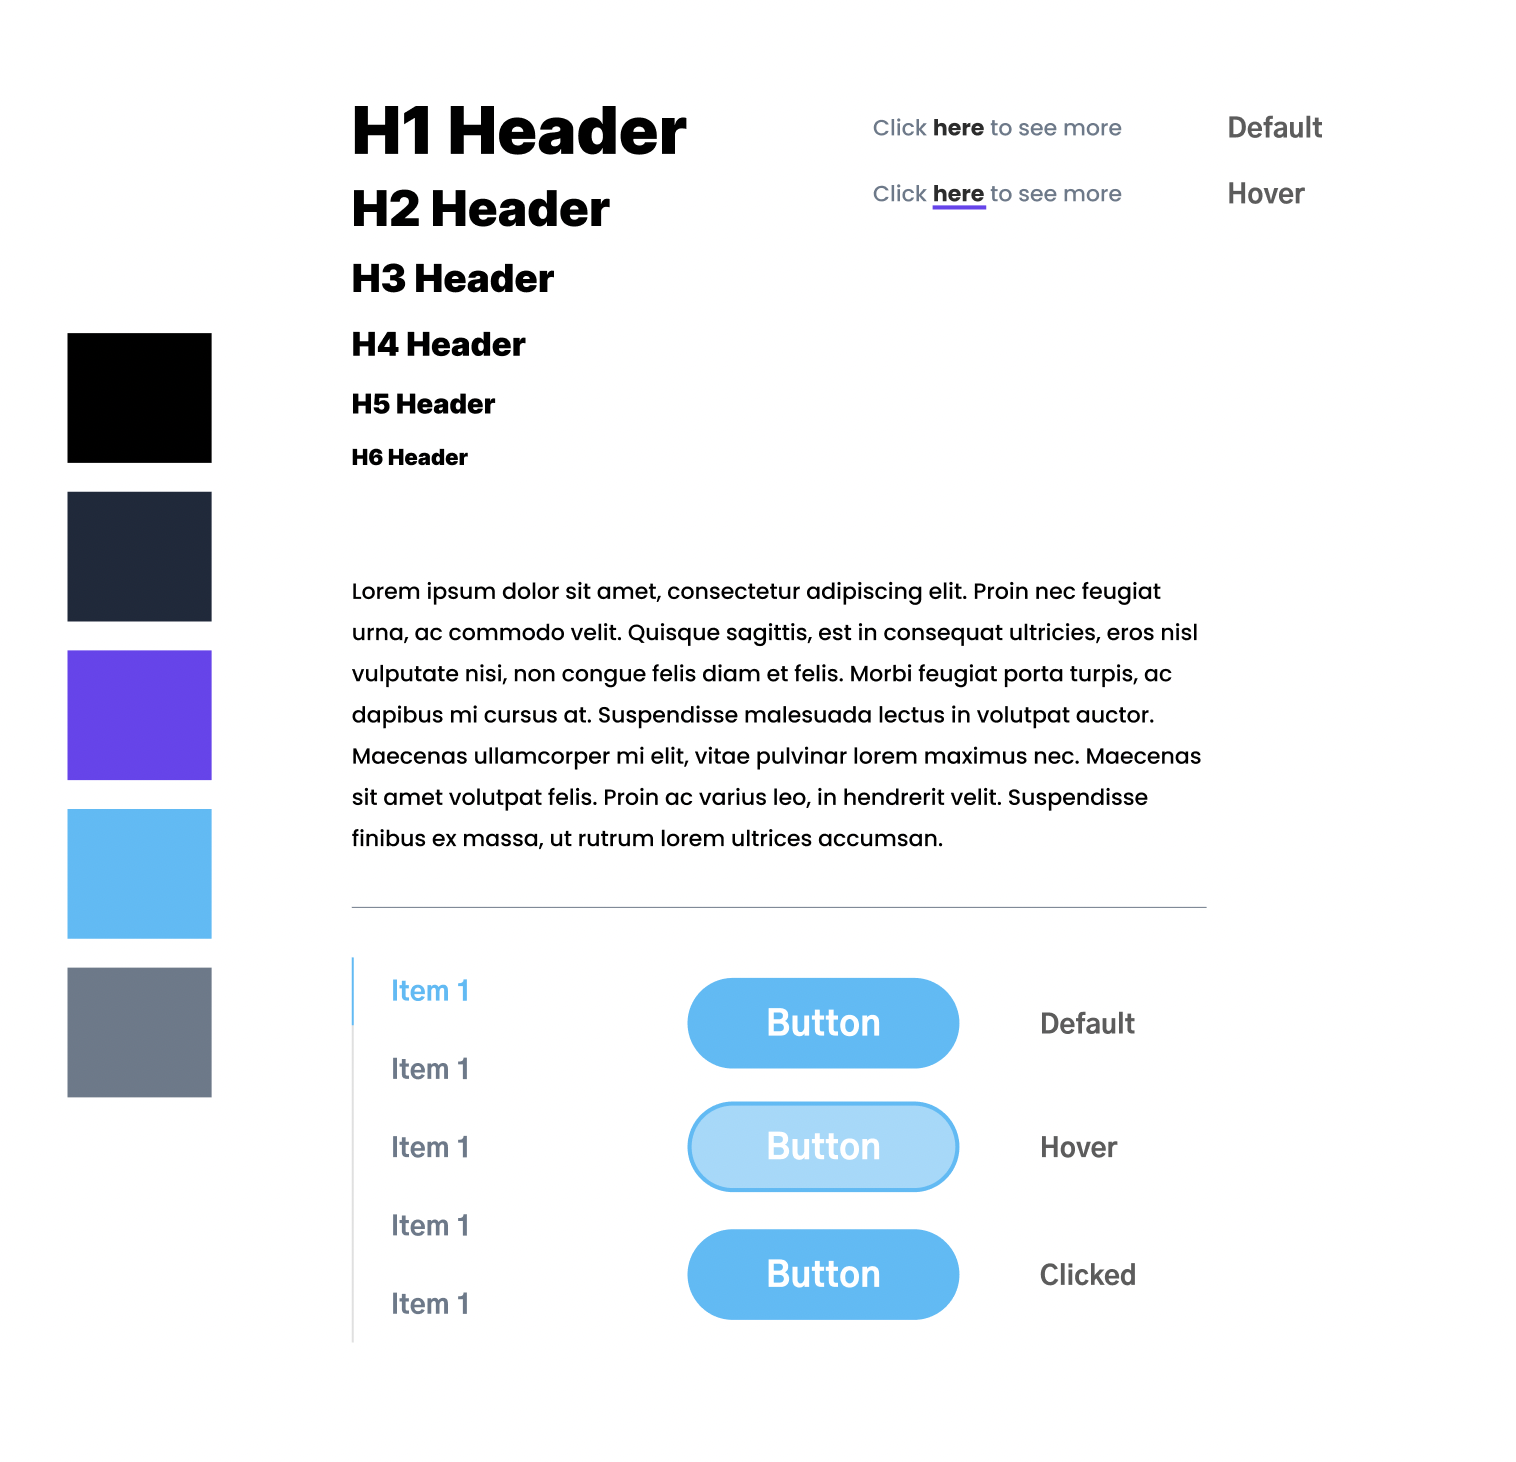 H1 Header
H2 Header
H3 Header
H4 Header
H5 Header
H6 Header
Click here to see more
Default
Click here to see more
Hover
Lorem ipsum dolor sit amet, consectetur adipiscing elit. Proin nec feugiat
urna, ac commodo velit. Quisque sagittis, est in consequat ultricies, eros nisl
vulputate nisi, non congue felis diam et felis. Morbi feugiat porta turpis, ac
dapibus mi cursus at. Suspendisse malesuada lectus in volutpat auctor.
Maecenas ullamcorper mi elit, vitae pulvinar lorem maximus nec. Maecenas
sit amet volutpat felis. Proin ac varius leo, in hendrerit velit. Suspendisse
finibus ex massa, ut rutrum lorem ultrices accumsan.
Item 1
Item 1
Item 1
Item 1
Item 1
Button
Default
Button
Hover
Button
Clicked